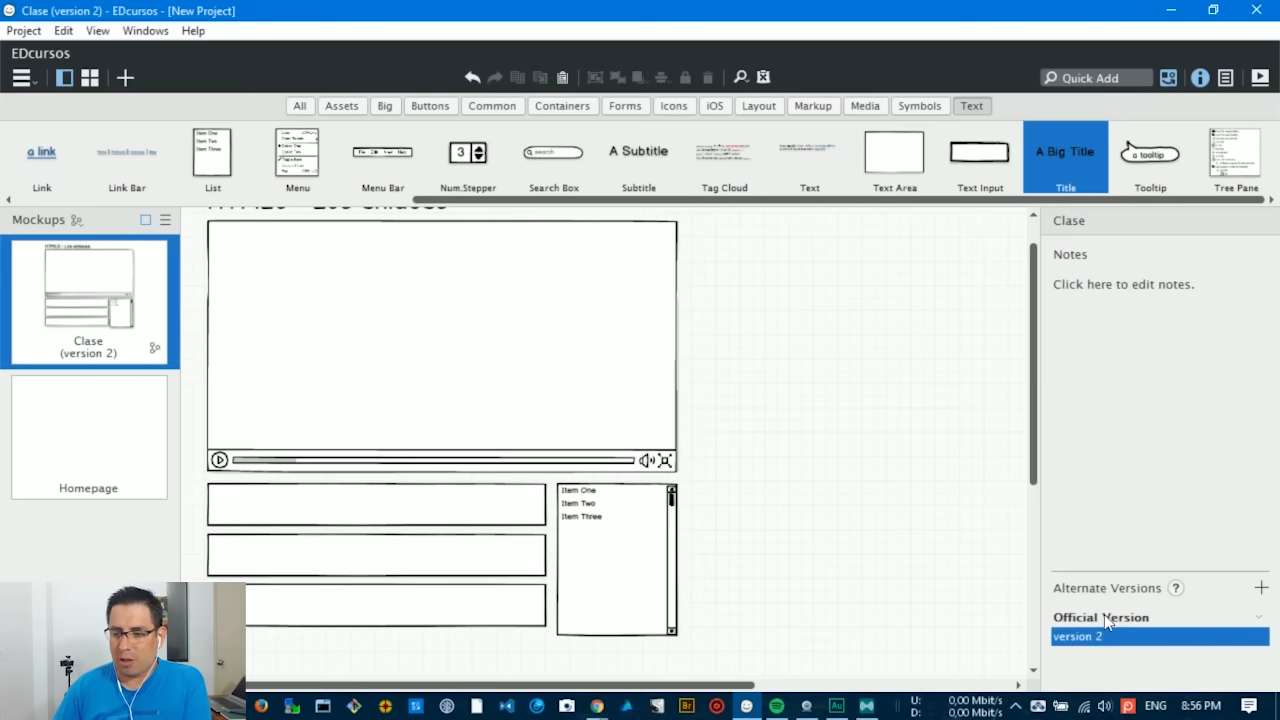 Clase (version 2) - EDcursos - [New Project]
Project Edit View Windows Help
EDcursos
Quick Add
All Assets Big Buttons Common Containers Forms Icons iOS Layout Markup Media Symbols Text
a link
Item One
Item Two
Item Three
3
search
A Subtitle
A Big Title
a tooltip
Link Link Bar List Menu Menu Bar Num.Stepper Search Box Subtitle Tag Cloud Text Text Area Text Input Title Tooltip Tree Pane
Mockups
Clase
(version 2)
Homepage
Item One
Item Two
Item Three
Clase
Notes
Click here to edit notes.
Alternate Versions ?
Official Version
version 2
Br
Au
U: 0,00 Mbit/s
D: 0,00 Mbit/s
ENG 8:56 PM